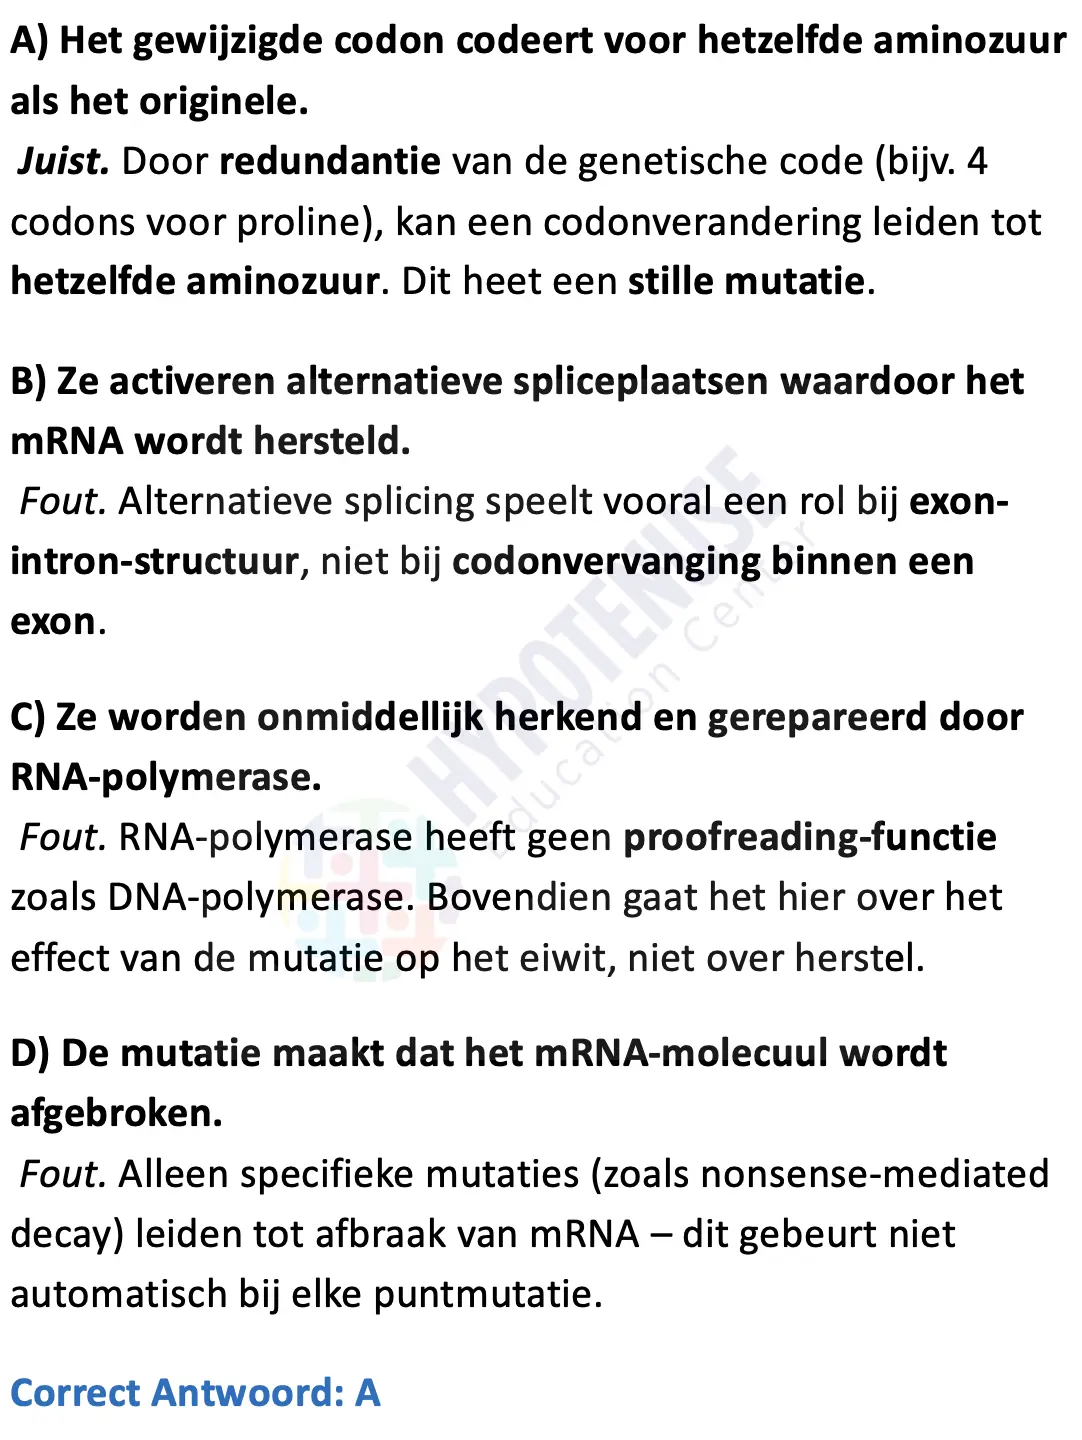 A) Het gewijzigde codon codeert voor hetzelfde aminozuur
als het originele.
Juist. Door redundantie van de genetische code (bijv. 4
codons voor proline), kan een codonverandering leiden tot
hetzelfde aminozuur. Dit heet een stille mutatie.
B) Ze activeren alternatieve spliceplaatsen waardoor het
mRNA wordt hersteld.
Fout. Alternatieve splicing speelt vooral een rol bij exon-
intron-structuur, niet bij codonvervanging binnen een
exon.
C) Ze worden onmiddellijk herkend en gerepareerd door
RNA-polymerase.
Fout. RNA-polymerase heeft geen proofreading-functie
zoals DNA-polymerase. Bovendien gaat het hier over het
effect van de mutatie op het eiwit, niet over herstel.
D) De mutatie maakt dat het mRNA-molecuul wordt
afgebroken.
Fout. Alleen specifieke mutaties (zoals nonsense-mediated
decay) leiden tot afbraak van mRNA – dit gebeurt niet
automatisch bij elke puntmutatie.
Correct Antwoord: A
HYPOTENUSE
Education Center